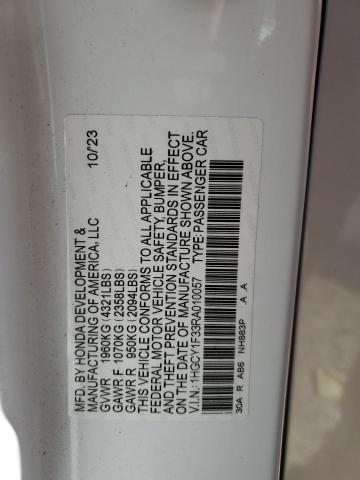 MFD. BY HONDA DEVELOPMENT & 10/23
MANUFACTURING OF AMERICA, LLC
GVWR 1960KG (4321LBS)
GAWR F 1070KG (2358LBS)
GAWR R 950KG (2094LBS)
THIS VEHICLE CONFORMS TO ALL APPLICABLE
FEDERAL MOTOR VEHICLE SAFETY, BUMPER,
AND THEFT PREVENTION STANDARDS IN EFFECT
ON THE DATE OF MANUFACTURE SHOWN ABOVE.
V.I.N.: 1HGCY1F33RA010057 TYPE: PASSENGER CAR
30A R AB6 NH883P A A